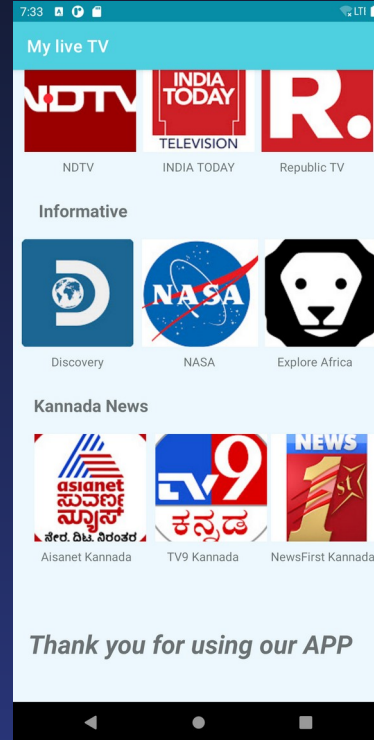 7:33 LTE
My live TV
NDTV
INDIA
TODAY
TELEVISION
R.
NDTV INDIA TODAY Republic TV
Informative
D NASA
Discovery NASA Explore Africa
Kannada News
asianet
ಸುವರ್ಣ
ನ್ಯೂಸ್
ನೇರ. ದಿಟ್ಟ. ನಿರಂತರ
TV9
ಕನ್ನಡ
NEWS
1
ST
Aisanet Kannada TV9 Kannada NewsFirst Kannada
Thank you for using our APP